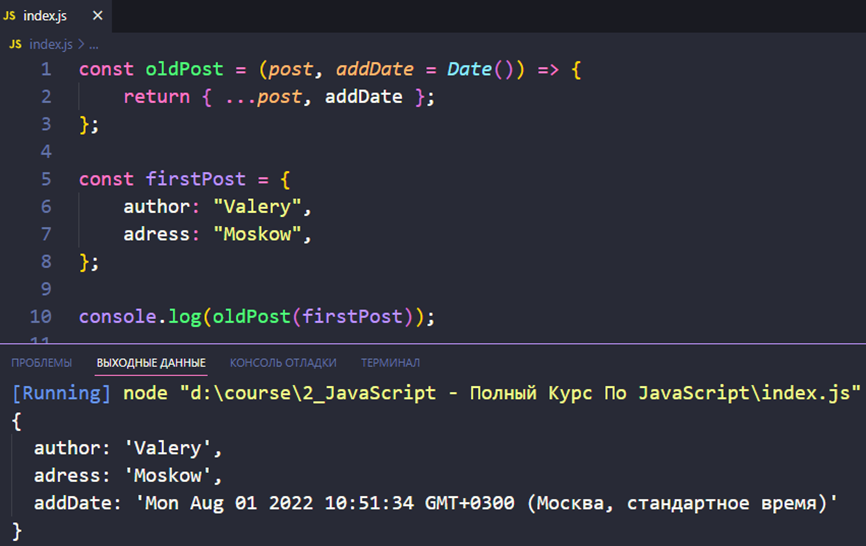 JS index.js ×
JS index.js > ...
1 const oldPost = (post, addDate = Date()) => {
2     return { ...post, addDate };
3 };
4
5 const firstPost = {
6     author: "Valery",
7     adress: "Moskow",
8 };
9
10 console.log(oldPost(firstPost));
11
ПРОБЛЕМЫ ВЫХОДНЫЕ ДАННЫЕ КОНСОЛЬ ОТЛАДКИ ТЕРМИНАЛ
[Running] node "d:\course\2_JavaScript - Полный Курс По JavaScript\index.js"
{
  author: 'Valery',
  adress: 'Moskow',
  addDate: 'Mon Aug 01 2022 10:51:34 GMT+0300 (Москва, стандартное время)'
}